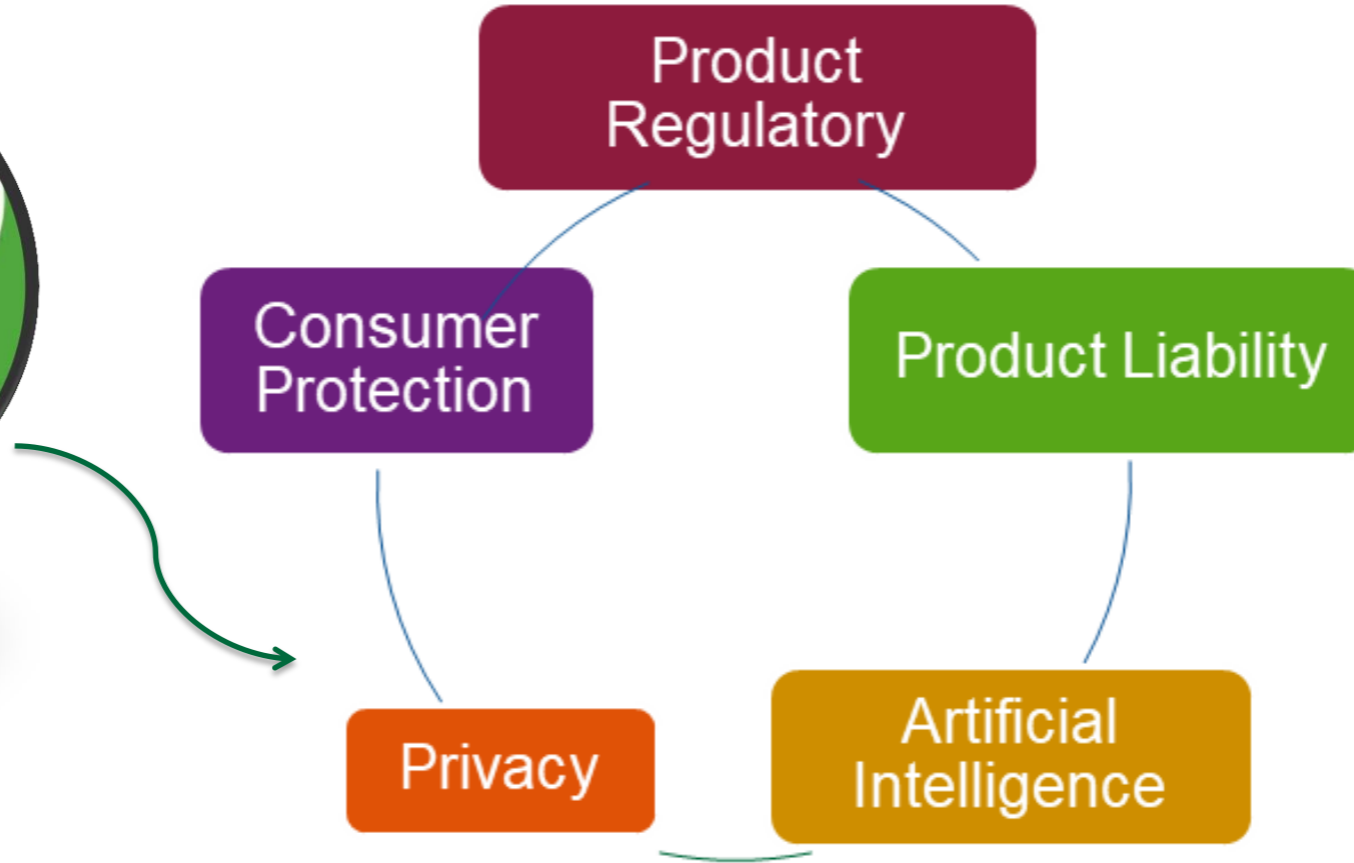 Product
Regulatory
Consumer
Protection
Product Liability
Privacy
Artificial
Intelligence